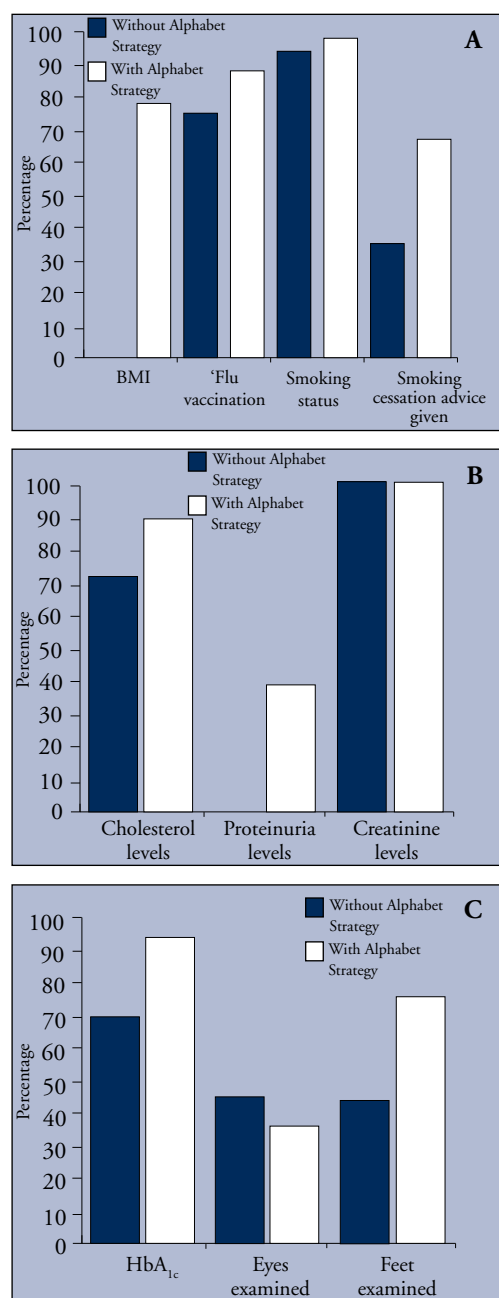 Without Alphabet
Strategy
With Alphabet
Strategy
A
Percentage
100
90
80
70
60
50
40
30
20
10
0
BMI
‘Flu
vaccination
Smoking
status
Smoking
cessation advice
given
Without Alphabet
Strategy
With Alphabet
Strategy
B
Percentage
100
90
80
70
60
50
40
30
20
10
0
Cholesterol
levels
Proteinuria
levels
Creatinine
levels
Without Alphabet
Strategy
With Alphabet
Strategy
C
Percentage
100
90
80
70
60
50
40
30
20
10
0
HbA1c
Eyes
examined
Feet
examined